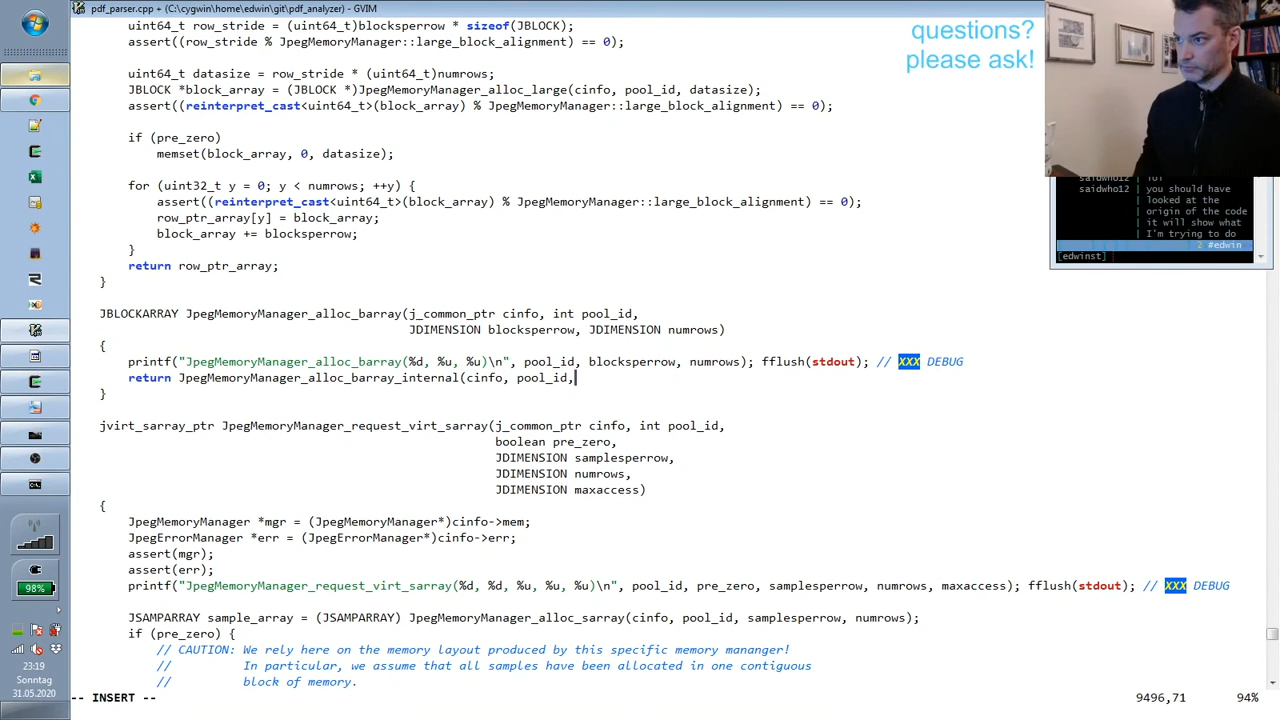 pdf_parser.cpp + (C:\cygwin\home\edwin\git\pdf_analyzer) - GVIM
uint64_t row_stride = (uint64_t)blocksperrow * sizeof(JBLOCK);
assert((row_stride % JpegMemoryManager::large_block_alignment) == 0);
uint64_t datasize = row_stride * (uint64_t)numrows;
JBLOCK *block_array = (JBLOCK *)JpegMemoryManager_alloc_large(cinfo, pool_id, datasize);
assert((reinterpret_cast<uint64_t>(block_array) % JpegMemoryManager::large_block_alignment) == 0);
if (pre_zero)
memset(block_array, 0, datasize);
for (uint32_t y = 0; y < numrows; ++y) {
assert((reinterpret_cast<uint64_t>(block_array) % JpegMemoryManager::large_block_alignment) == 0);
row_ptr_array[y] = block_array;
block_array += blocksperrow;
}
return row_ptr_array;
}
JBLOCKARRAY JpegMemoryManager_alloc_barray(j_common_ptr cinfo, int pool_id,
JDIMENSION blocksperrow, JDIMENSION numrows)
{
printf("JpegMemoryManager_alloc_barray(%d, %u, %u)\n", pool_id, blocksperrow, numrows); fflush(stdout); // XXX DEBUG
return JpegMemoryManager_alloc_barray_internal(cinfo, pool_id,
}
jvirt_sarray_ptr JpegMemoryManager_request_virt_sarray(j_common_ptr cinfo, int pool_id,
boolean pre_zero,
JDIMENSION samplesperrow,
JDIMENSION numrows,
JDIMENSION maxaccess)
{
JpegMemoryManager *mgr = (JpegMemoryManager*)cinfo->mem;
JpegErrorManager *err = (JpegErrorManager*)cinfo->err;
assert(mgr);
assert(err);
printf("JpegMemoryManager_request_virt_sarray(%d, %d, %u, %u, %u)\n", pool_id, pre_zero, samplesperrow, numrows, maxaccess); fflush(stdout); // XXX DEBUG
JSAMPARRAY sample_array = (JSAMPARRAY) JpegMemoryManager_alloc_sarray(cinfo, pool_id, samplesperrow, numrows);
if (pre_zero) {
// CAUTION: We rely here on the memory layout produced by this specific memory mananger!
// In particular, we assume that all samples have been allocated in one contiguous
// block of memory.
-- INSERT --
9496,71 94%
questions?
please ask!
saidwho12 | lol
saidwho12 | you should have
| looked at the
| origin of the code
| it will show what
| I'm trying to do
2 #edwin
[edwinst]
98%
23:19
Sonntag
31.05.2020